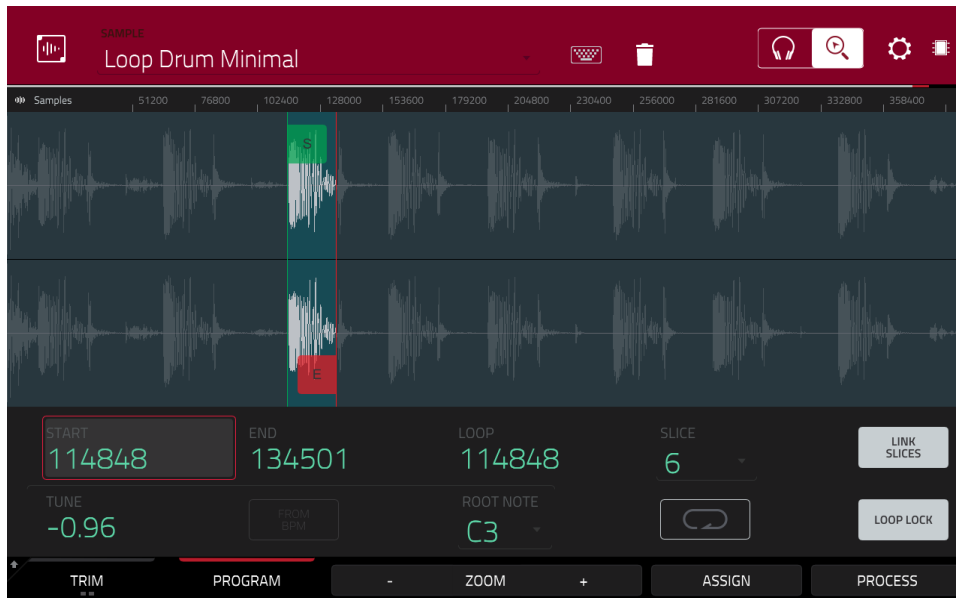 SAMPLE
Loop Drum Minimal
Samples 51200 76800 102400 128000 153600 179200 204800 230400 256000 281600 307200 332800 358400
S
E
START END LOOP SLICE
114848 134501 114848 6
LINK
SLICES
TUNE ROOT NOTE
-0.96 FROM
BPM
C3
LOOP LOCK
TRIM PROGRAM - ZOOM + ASSIGN PROCESS